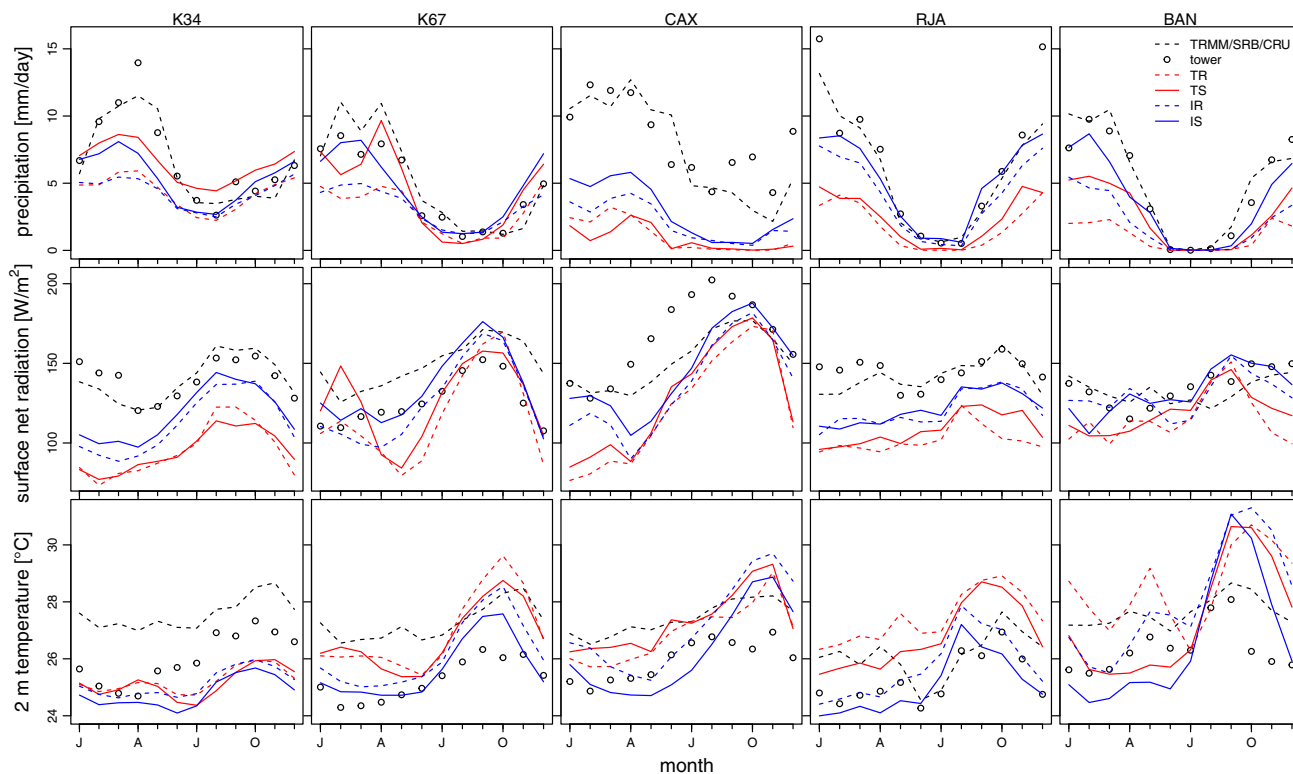 K34 K67 CAX RJA BAN
precipitation [mm/day]
15
10
5
0
TRMM/SRB/CRU
tower
TR
TS
IR
IS
surface net radiation [W/m²]
200
150
100
2 m temperature [°C]
30
28
26
24
J A J O J A J O J A J O J A J O J A J O
month